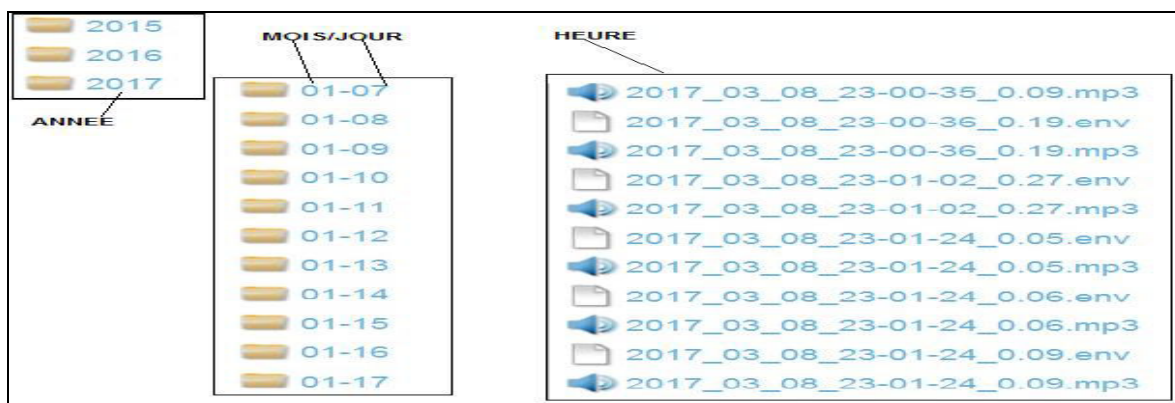 2015
2016
2017
ANNEE
MOIS/JOUR
01-07
01-08
01-09
01-10
01-11
01-12
01-13
01-14
01-15
01-16
01-17
HEURE
2017_03_08_23-00-35_0.09.mp3
2017_03_08_23-00-36_0.19.env
2017_03_08_23-00-36_0.19.mp3
2017_03_08_23-01-02_0.27.env
2017_03_08_23-01-02_0.27.mp3
2017_03_08_23-01-24_0.05.env
2017_03_08_23-01-24_0.05.mp3
2017_03_08_23-01-24_0.06.env
2017_03_08_23-01-24_0.06.mp3
2017_03_08_23-01-24_0.09.env
2017_03_08_23-01-24_0.09.mp3